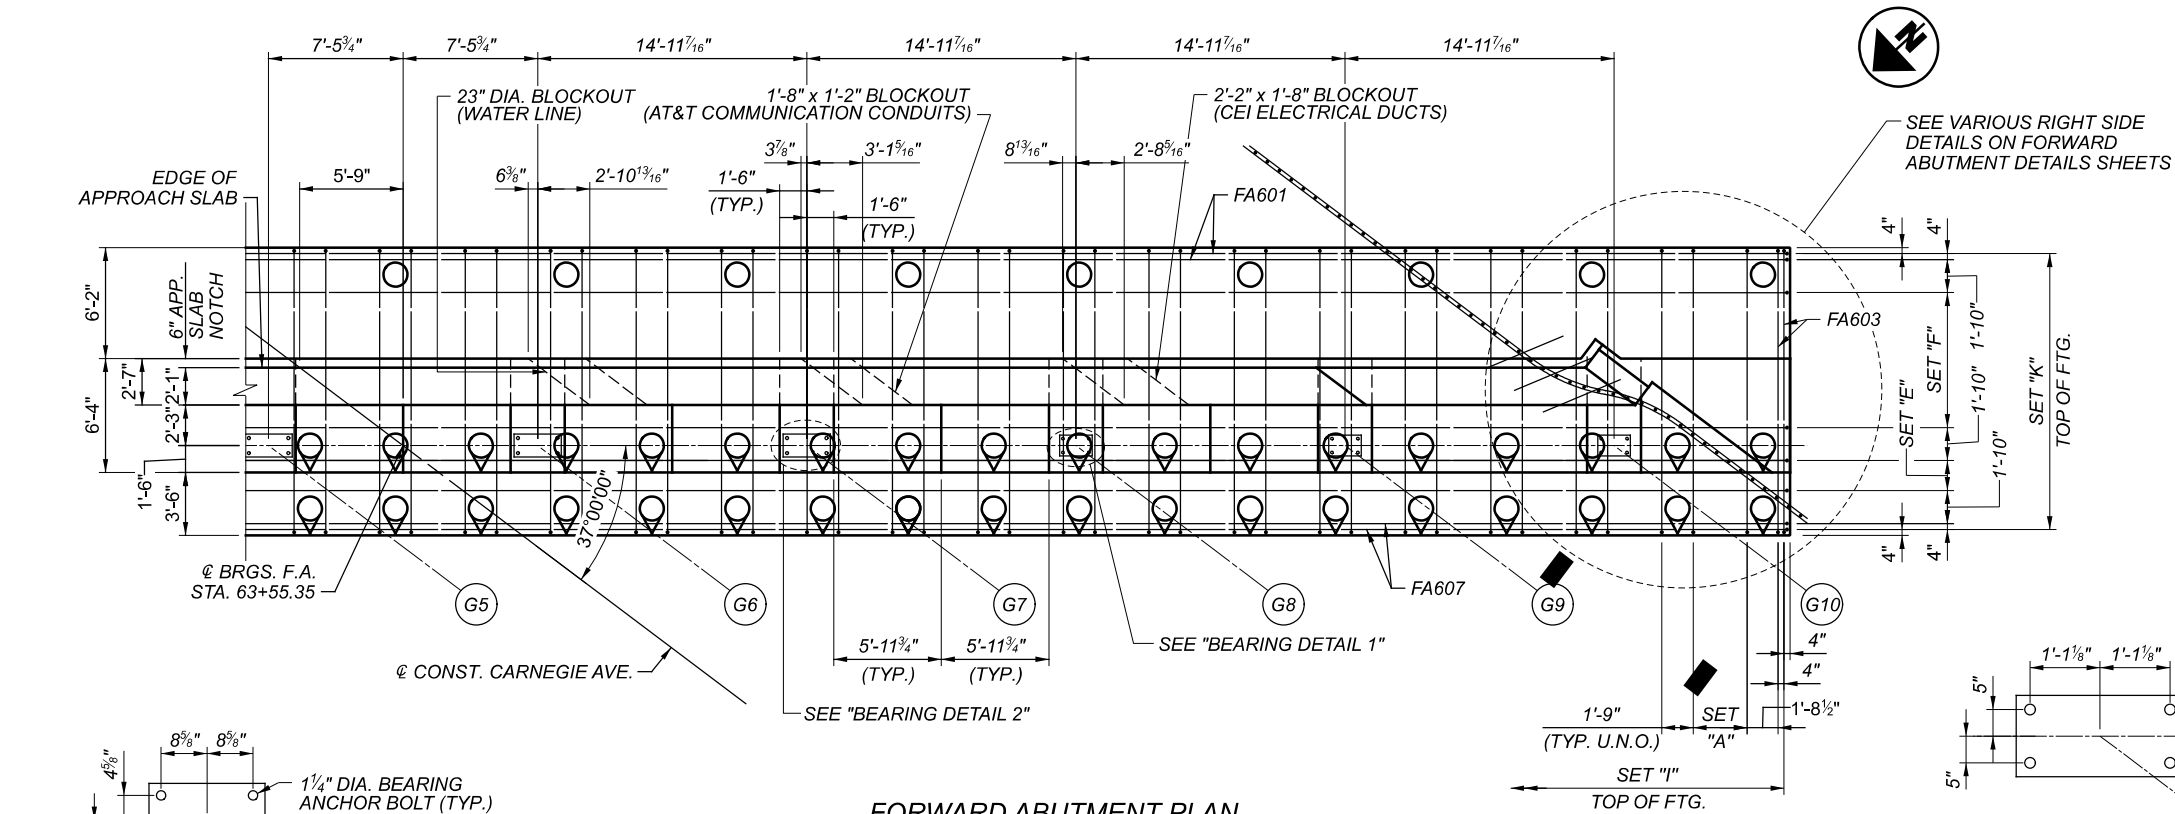 7'-5¾"
7'-5¾"
14'-11⁷⁄₁₆"
14'-11⁷⁄₁₆"
14'-11⁷⁄₁₆"
14'-11⁷⁄₁₆"
N
23" DIA. BLOCKOUT
(WATER LINE)
1'-8" x 1'-2" BLOCKOUT
(AT&T COMMUNICATION CONDUITS)
2'-2" x 1'-8" BLOCKOUT
(CEI ELECTRICAL DUCTS)
SEE VARIOUS RIGHT SIDE
DETAILS ON FORWARD
ABUTMENT DETAILS SHEETS
EDGE OF
APPROACH SLAB
5'-9"
6⅜"
2'-10¹³⁄₁₆"
1'-6"
(TYP.)
3⅞"
3'-1⁵⁄₁₆"
1'-6"
(TYP.)
8¹³⁄₁₆"
2'-8⁵⁄₁₆"
FA601
4"
4"
6'-2"
6" APP.
SLAB
NOTCH
6'-4"
2'-7"
2'-1"
2'-3"
1'-6"
3'-6"
37°00'00"
FA603
1'-10"
SET "F"
1'-10"
SET "E"
1'-10"
SET "K"
TOP OF FTG.
4"
4"
℄ BRGS. F.A.
STA. 63+55.35
G5
G6
G7
G8
G9
G10
FA607
℄ CONST. CARNEGIE AVE.
5'-11¾"
(TYP.)
5'-11¾"
(TYP.)
SEE "BEARING DETAIL 1"
SEE "BEARING DETAIL 2"
4"
4"
1'-9"
(TYP. U.N.O.)
SET
"A"
1'-8½"
SET "I"
TOP OF FTG.
1'-1⅛"
1'-1⅛"
5"
5"
8⅝"
8⅝"
4⅝"
1¼" DIA. BEARING
ANCHOR BOLT (TYP.)
FORWARD ABUTMENT PLAN